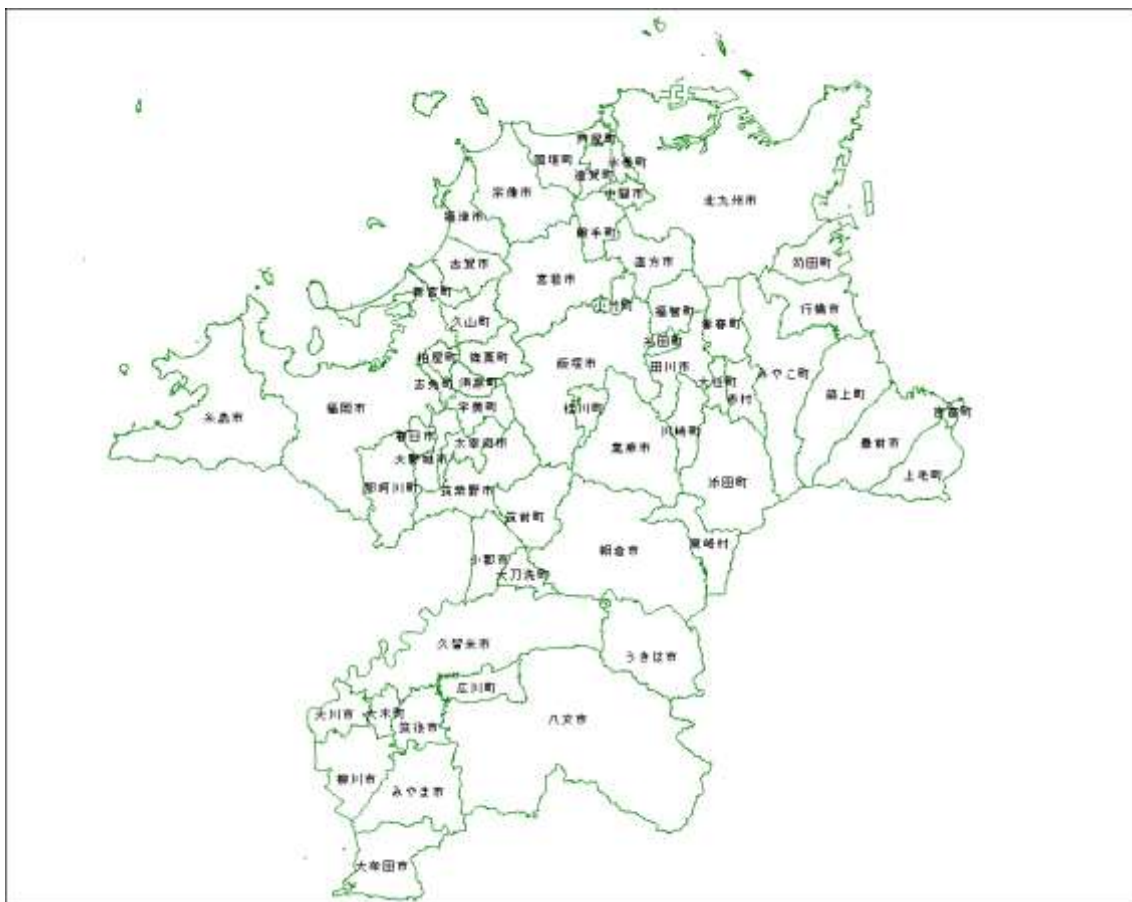 芦屋町
岡垣町
水巻町
遠賀町
中間市
宗像市
北九州市
福津市
鞍手町
古賀市
直方市
苅田町
宮若市
新宮町
小竹町
福智町
行橋市
久山町
香春町
糸田町
粕屋町
篠栗町
飯塚市
田川市
みやこ町
志免町
須恵町
大任町
赤村
築上町
糸島市
福岡市
宇美町
桂川町
吉富町
川崎町
春日市
太宰府市
嘉麻市
豊前市
大野城市
上毛町
那珂川町
筑紫野市
添田町
筑前町
東峰村
朝倉市
小郡市
大刀洗町
久留米市
うきは市
広川町
大川市
大木町
八女市
筑後市
柳川市
みやま市
大牟田市